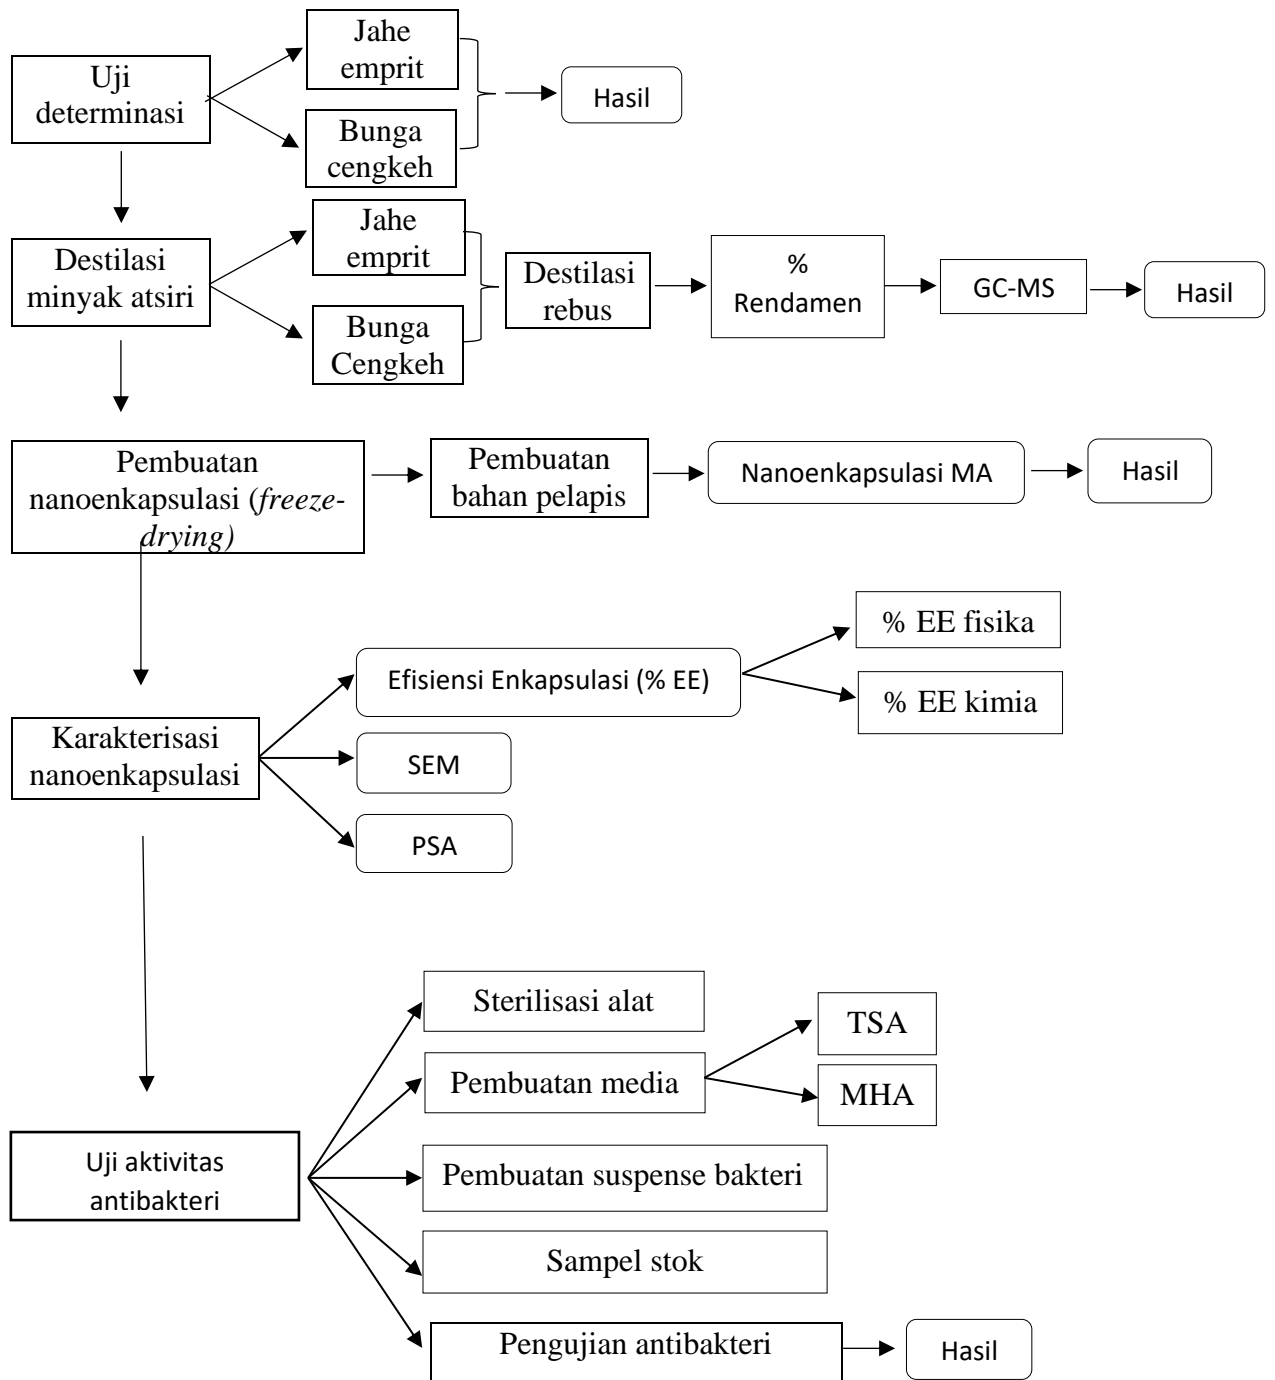 Uji
determinasi
Jahe
emprit
Bunga
cengkeh
Hasil
Destilasi
minyak atsiri
Jahe
emprit
Bunga
Cengkeh
Destilasi
rebus
%
Rendamen
GC-MS
Hasil
Pembuatan
nanoenkapsulasi (freeze-
drying)
Pembuatan
bahan pelapis
Nanoenkapsulasi MA
Hasil
Karakterisasi
nanoenkapsulasi
Efisiensi Enkapsulasi (% EE)
% EE fisika
% EE kimia
SEM
PSA
Uji aktivitas
antibakteri
Sterilisasi alat
Pembuatan media
TSA
MHA
Pembuatan suspense bakteri
Sampel stok
Pengujian antibakteri
Hasil